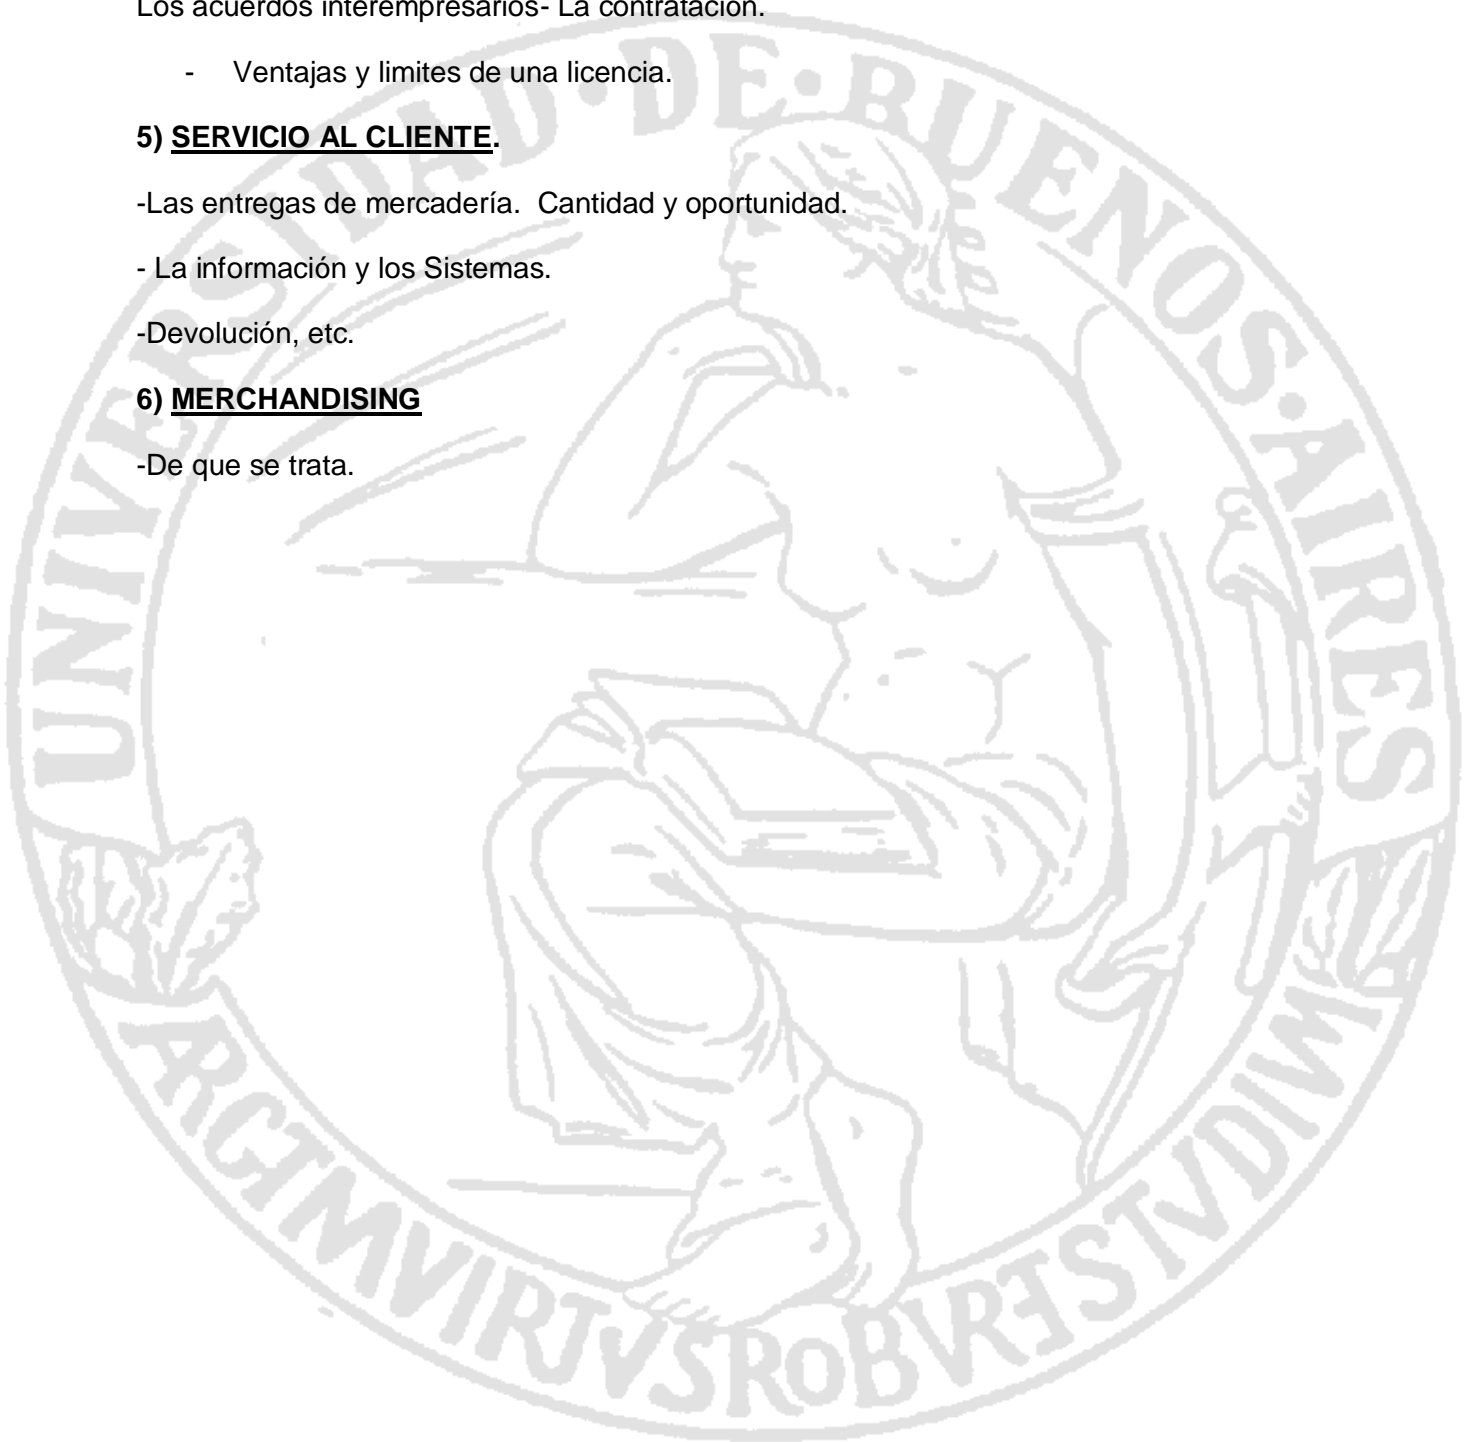 Los acuerdos interempresarios- La contratación.
- Ventajas y limites de una licencia.
5) SERVICIO AL CLIENTE.
-Las entregas de mercadería. Cantidad y oportunidad.
- La información y los Sistemas.
-Devolución, etc.
6) MERCHANDISING
-De que se trata.
UNIVERSIDAD·DE·BUENOS·AIRES
ARGTMVIRTVSROBVRETSTVDIVM